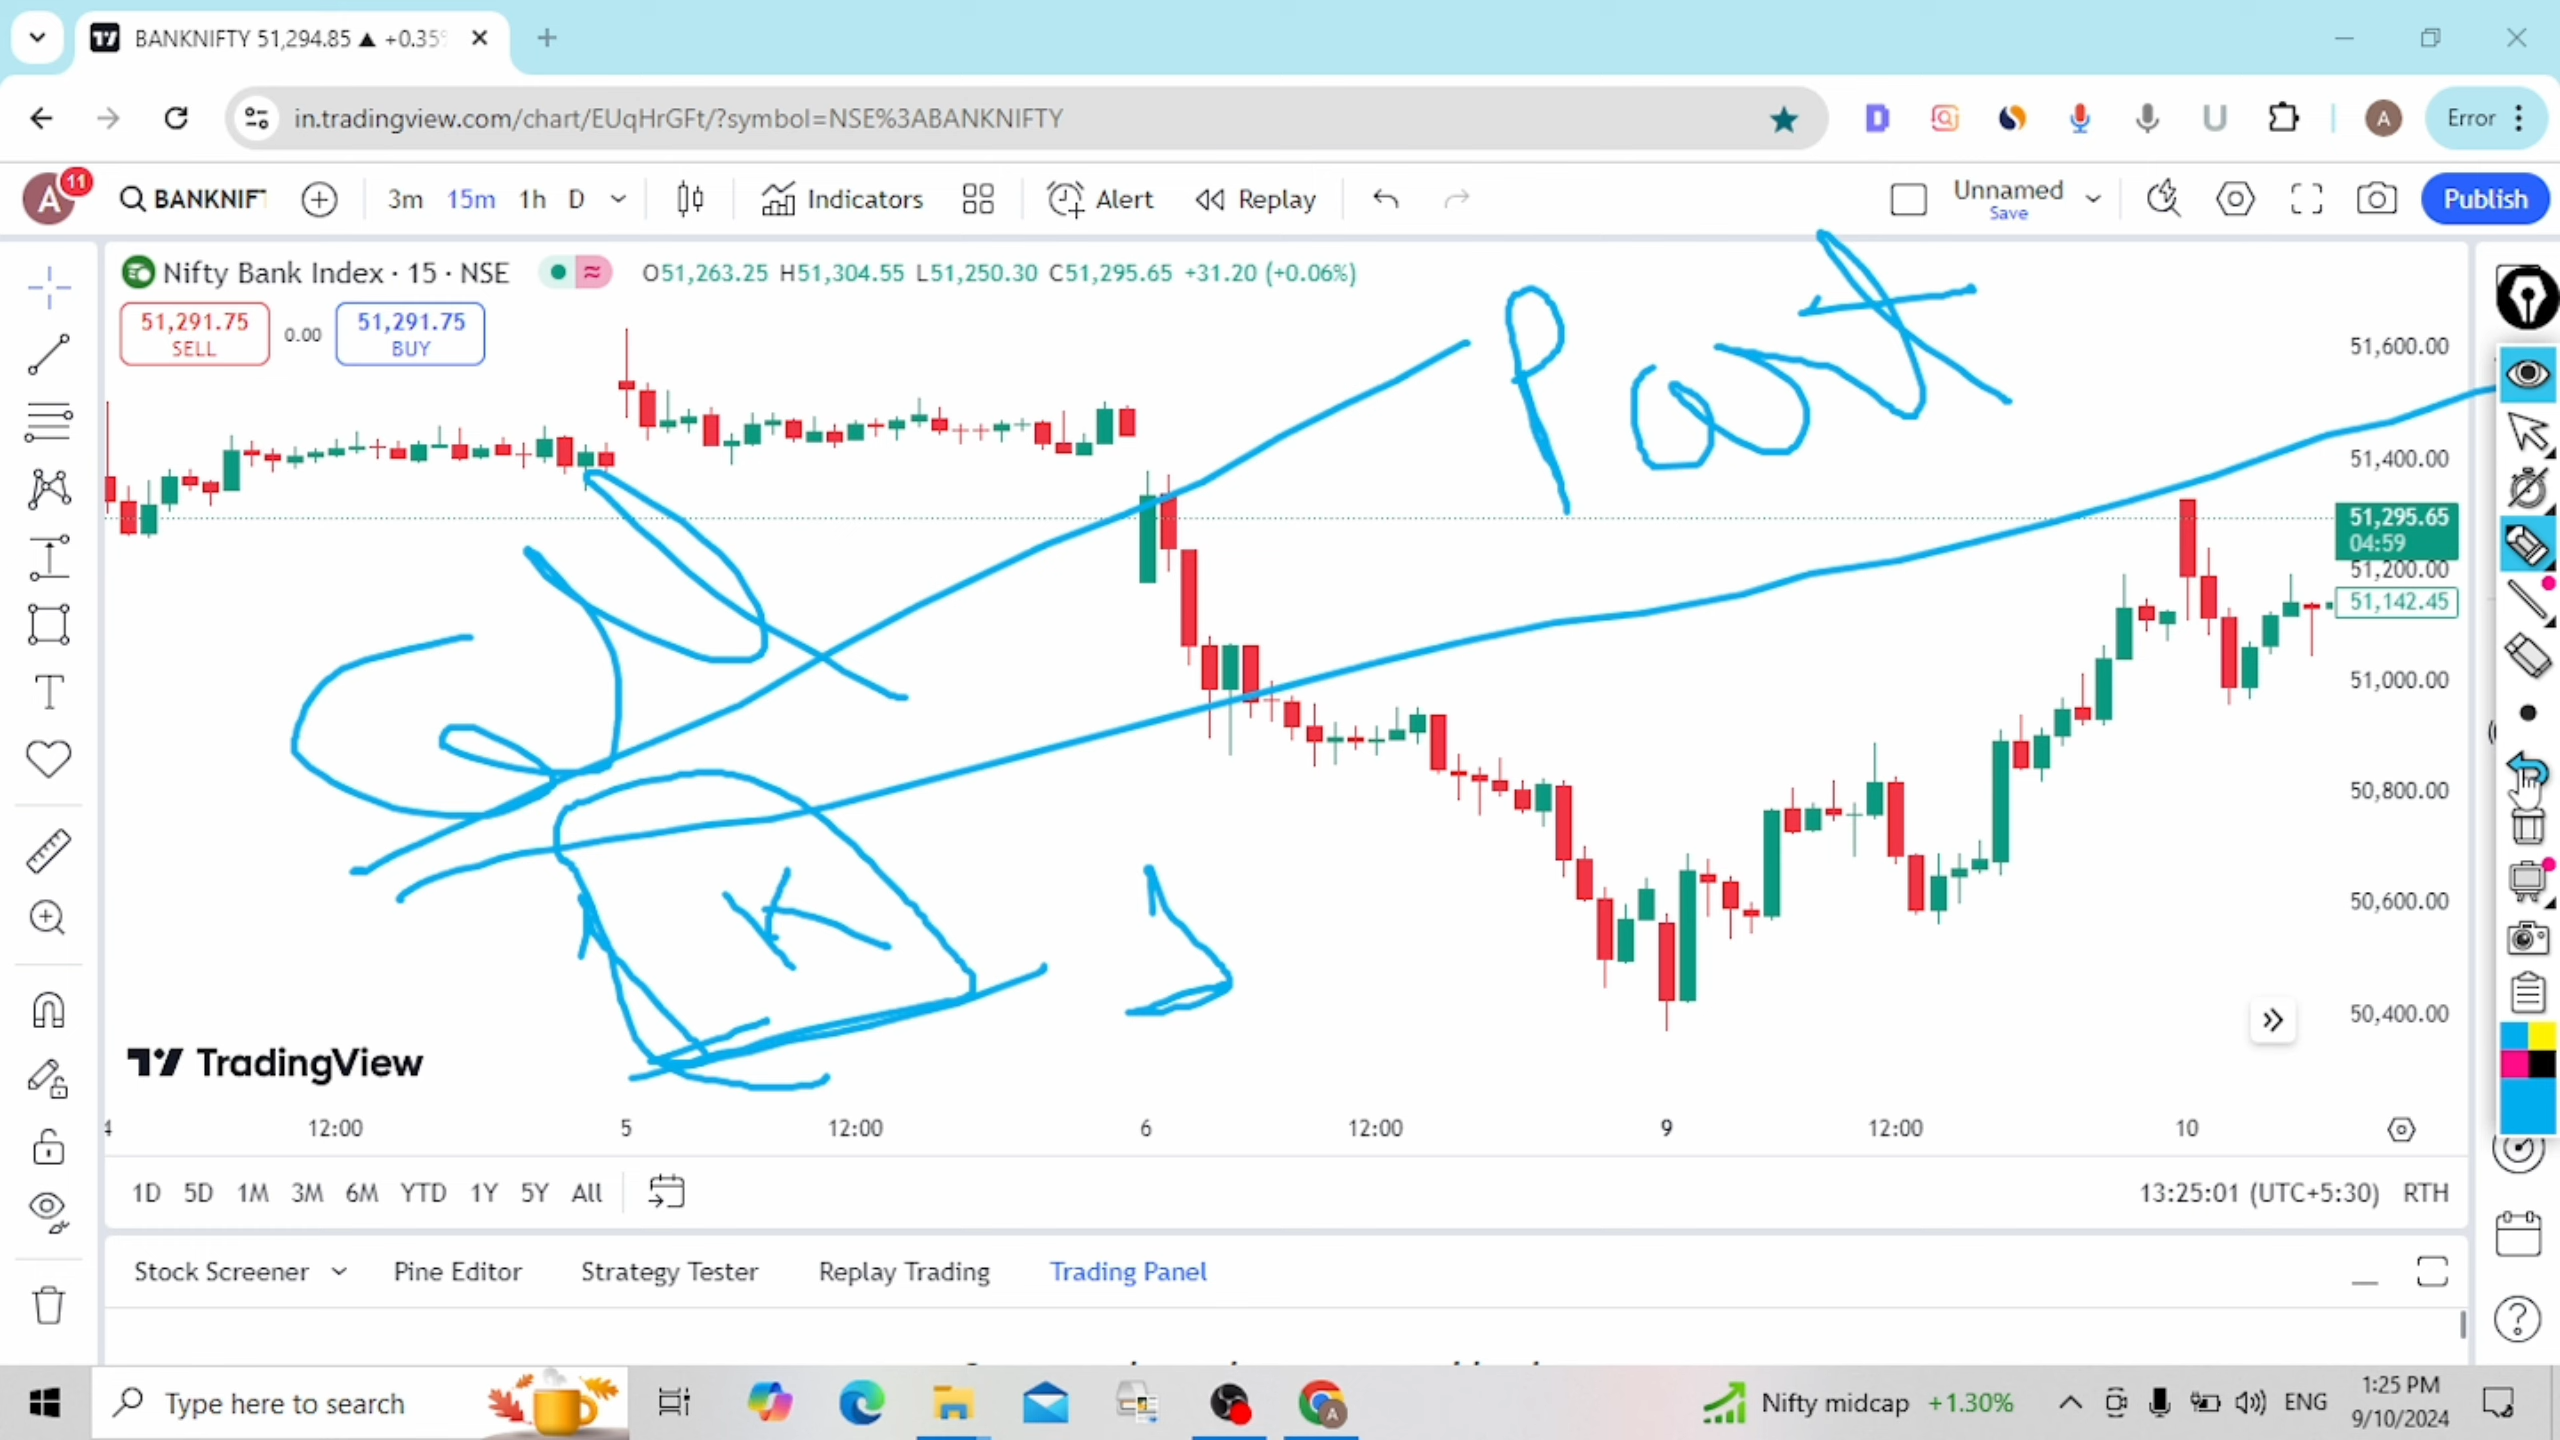 BANKNIFTY 51,294.85 ▲ +0.35%
in.tradingview.com/chart/EUqHrGFt/?symbol=NSE%3ABANKNIFTY
D
U
A
Error
A
11
BANKNIFT
3m 15m 1h D
Indicators
Alert
Replay
Unnamed
Save
Publish
Nifty Bank Index · 15 · NSE
O51,263.25 H51,304.55 L51,250.30 C51,295.65 +31.20 (+0.06%)
51,291.75
SELL
0.00
51,291.75
BUY
Part
K
51,600.00
51,400.00
51,295.65
04:59
51,200.00
51,142.45
51,000.00
50,800.00
50,600.00
50,400.00
TradingView
4 12:00 5 12:00 6 12:00 9 12:00 10
1D 5D 1M 3M 6M YTD 1Y 5Y All
13:25:01 (UTC+5:30) RTH
Stock Screener Pine Editor Strategy Tester Replay Trading Trading Panel
Type here to search
Nifty midcap +1.30%
ENG
1:25 PM
9/10/2024